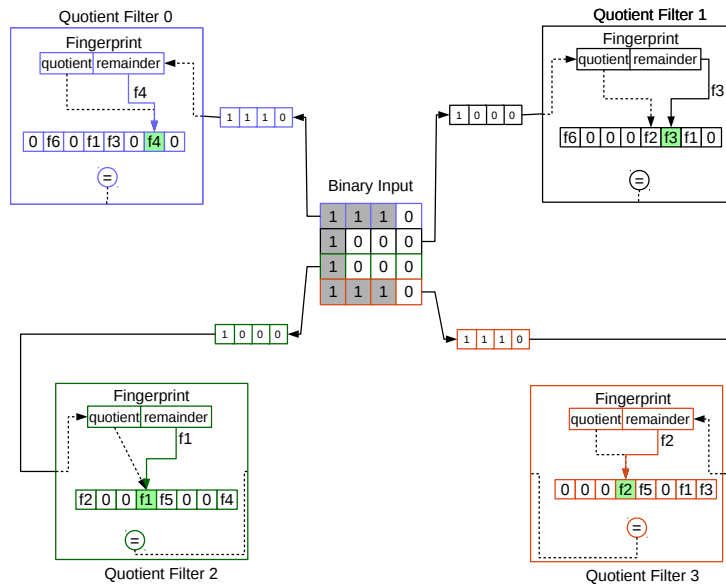 Quotient Filter 0
Fingerprint
quotient remainder
f4
0 f6 0 f1 f3 0 f4 0
=
1 1 1 0
Quotient Filter 1
Fingerprint
quotient remainder
f3
f6 0 0 0 f2 f3 f1 0
=
1 0 0 0
Binary Input
1 1 1 0
1 0 0 0
1 0 0 0
1 1 1 0
1 0 0 0
Fingerprint
quotient remainder
f1
f2 0 0 f1 f5 0 0 f4
=
Quotient Filter 2
1 1 1 0
Fingerprint
quotient remainder
f2
0 0 0 f2 f5 0 f1 f3
=
Quotient Filter 3